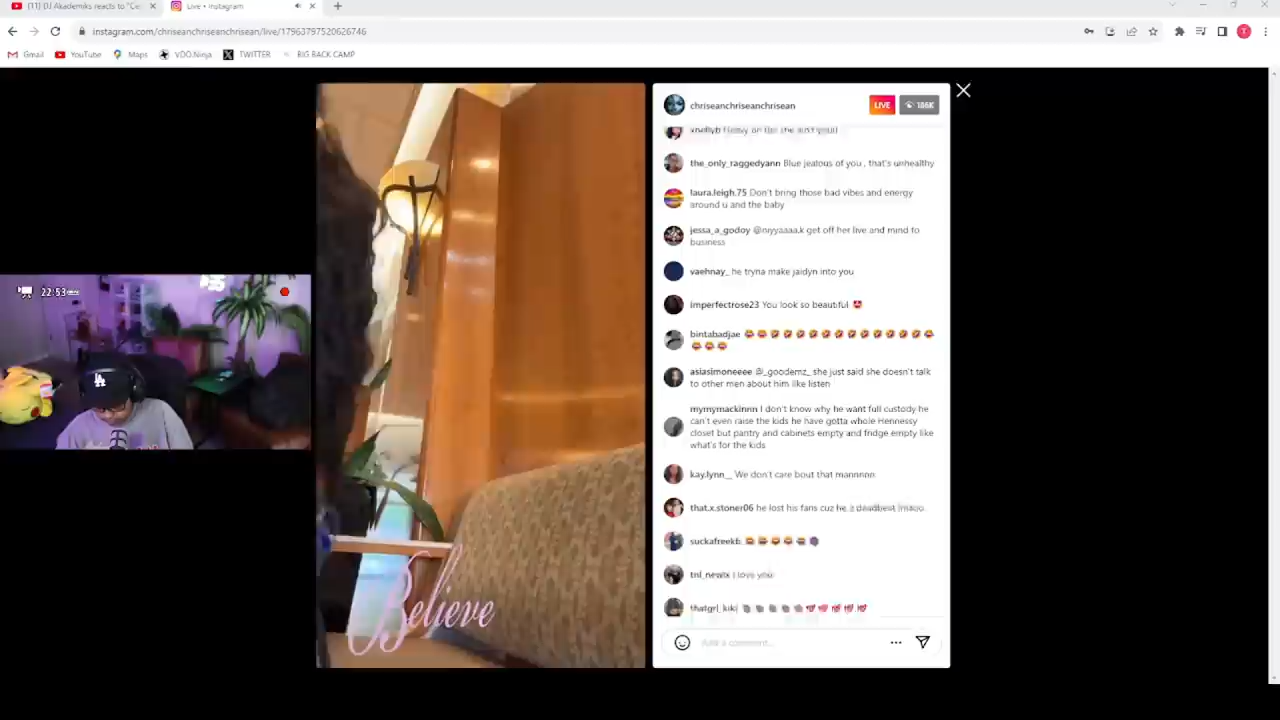 (11) DJ Akademiks reacts to "Co
Live • Instagram
instagram.com/chriseanchriseanchrisean/live/17963797520626746
Gmail
YouTube
Maps
VDO.Ninja
TWITTER
BIG BACK CAMP
chriseanchriseanchrisean
LIVE
186K
the_only_raggedyann Blue jealous of you , that's unhealthy
laura.leigh.75 Don't bring those bad vibes and energy
around u and the baby
jessa_a_godoy @niyyaaaa.k get off her live and mind to
business
vaehnay_ he tryna make jaidyn into you
imperfectrose23 You look so beautiful 😍
bintabadjae 😂😂🤣🤣🤣🤣🤣🤣🤣🤣🤣🤣🤣🤣😂
😂😂😂
asiasimoneeee @l_goodemz_ she just said she doesn't talk
to other men about him like listen
mymymackinnn I don't know why he want full custody he
can't even raise the kids he have gotta whole Hennessy
closet but pantry and cabinets empty and fridge empty like
what's for the kids
kay.lynn__ We don't care bout that mannnnn
that.x.stoner06 he lost his fans cuz he a deadbeat lmaoo
suckafreekb
I love you
Add a comment...
22:53
LA
Believe